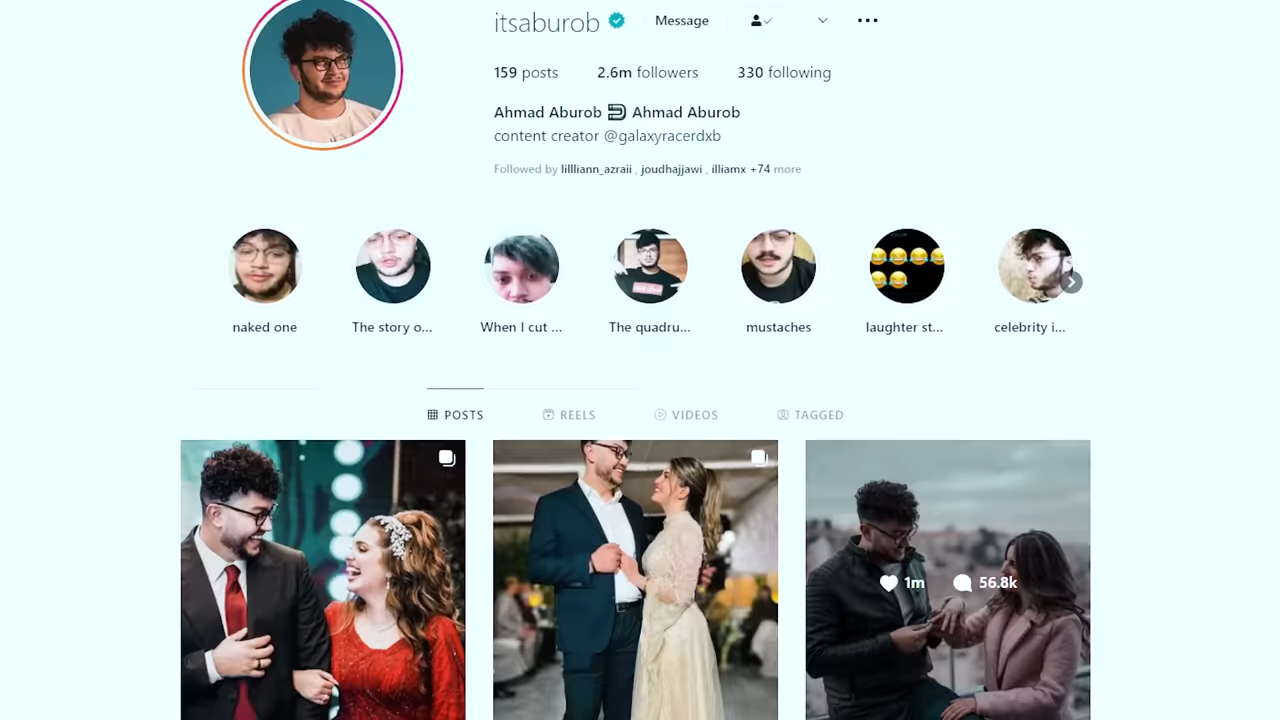 itsaburob Message
159 posts 2.6m followers 330 following
Ahmad Aburob Ahmad Aburob
content creator @galaxyracerdxb
Followed by lillliann_azraii , joudhajjawi , illiamx +74 more
naked one The story o... When I cut ... The quadru... mustaches laughter st... celebrity i...
POSTS REELS VIDEOS TAGGED
1m 56.8k